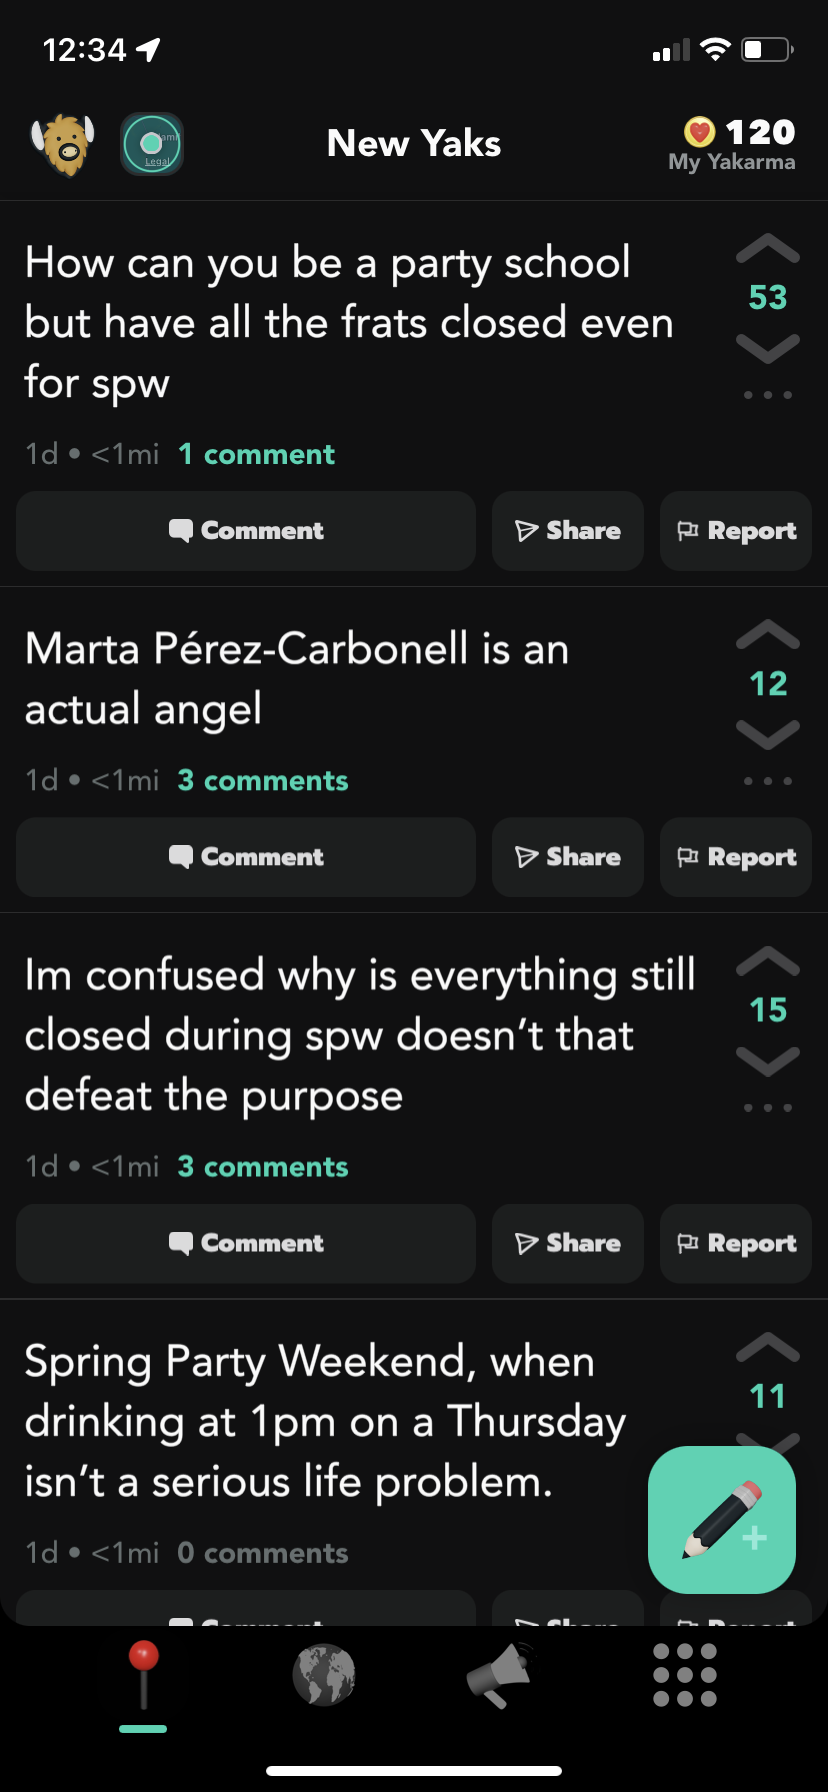 12:34
Legal
New Yaks
120
My Yakarma
How can you be a party school
but have all the frats closed even
for spw
53
1d • <1mi 1 comment
Comment
Share
Report
Marta Pérez-Carbonell is an
actual angel
12
1d • <1mi 3 comments
Comment
Share
Report
Im confused why is everything still
closed during spw doesn’t that
defeat the purpose
15
1d • <1mi 3 comments
Comment
Share
Report
Spring Party Weekend, when
drinking at 1pm on a Thursday
isn’t a serious life problem.
11
1d • <1mi 0 comments
Comment
Share
Report